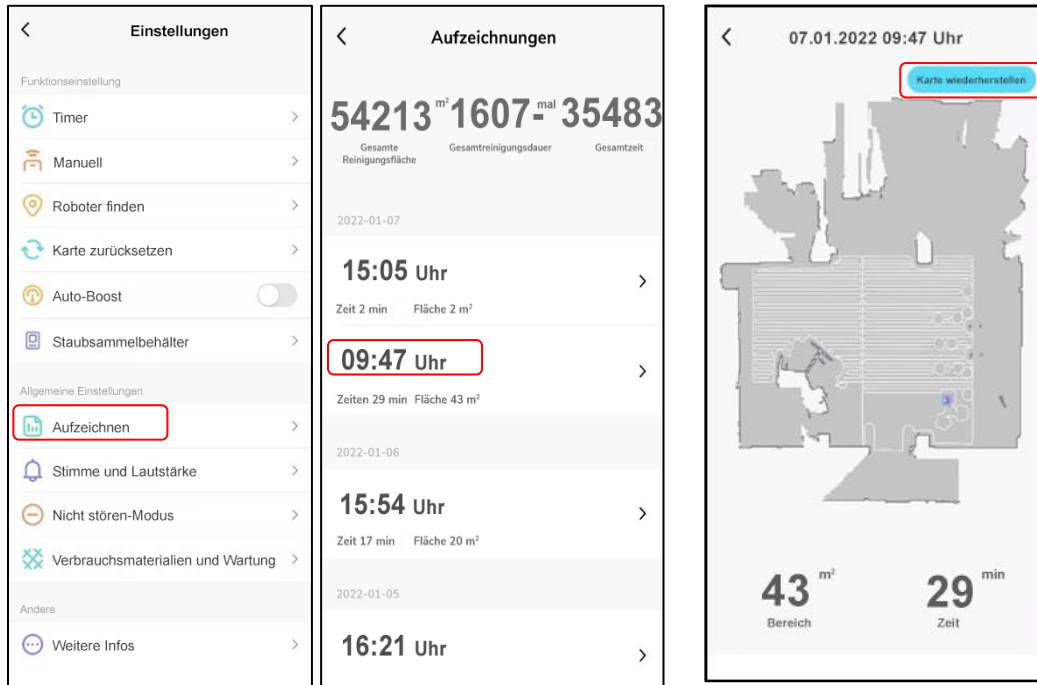 Einstellungen
Funktionseinstellung
Timer
Manuell
Roboter finden
Karte zurücksetzen
Auto-Boost
Staubsammelbehälter
Allgemeine Einstellungen
Aufzeichnen
Stimme und Lautstärke
Nicht stören-Modus
Verbrauchsmaterialien und Wartung
Andere
Weitere Infos
Aufzeichnungen
54213 m² 1607- mal 35483
Gesamte Reinigungsfläche
Gesamtreinigungsdauer
Gesamtzeit
2022-01-07
15:05 Uhr
Zeit 2 min Fläche 2 m²
09:47 Uhr
Zeiten 29 min Fläche 43 m²
2022-01-06
15:54 Uhr
Zeit 17 min Fläche 20 m²
2022-01-05
16:21 Uhr
07.01.2022 09:47 Uhr
Karte wiederherstellen
43 m²
Bereich
29 min
Zeit